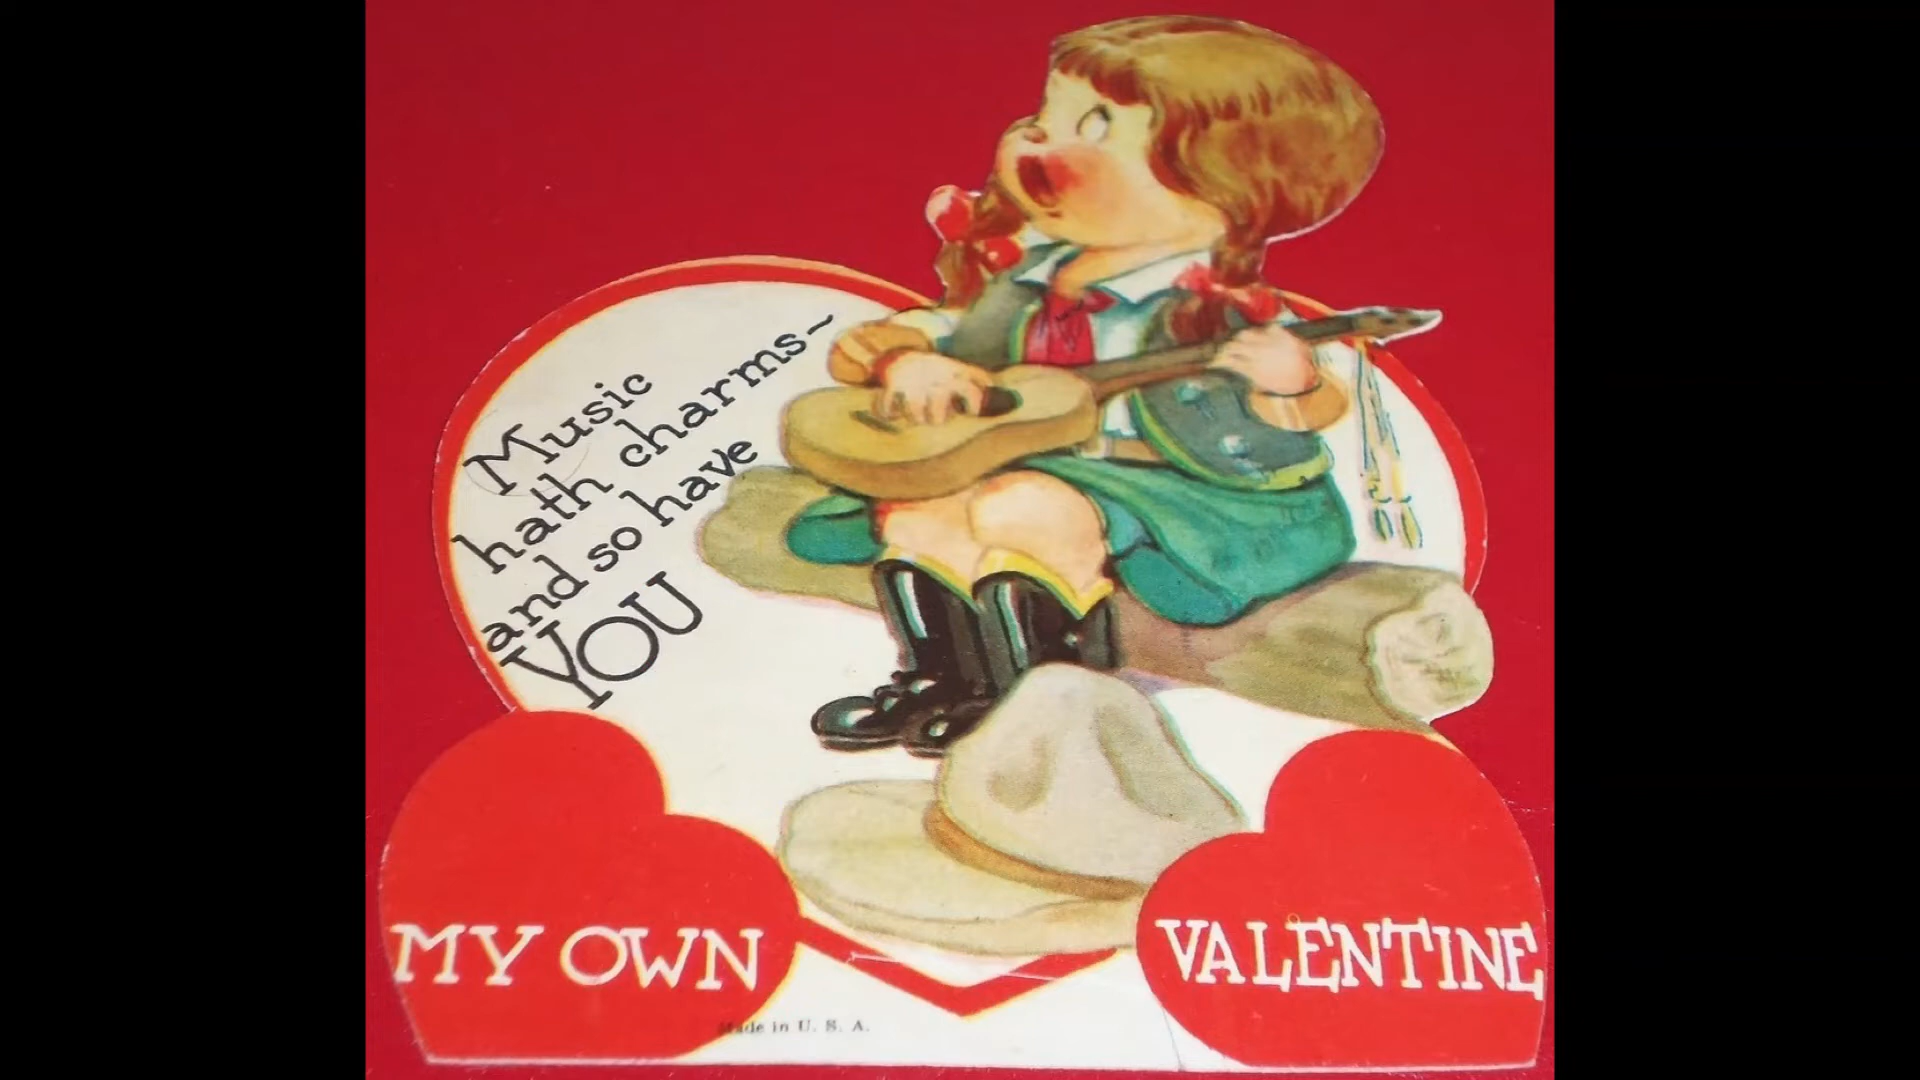 Music
hath charms~
and so have
YOU
MY OWN
VALENTINE
Made in U. S. A.